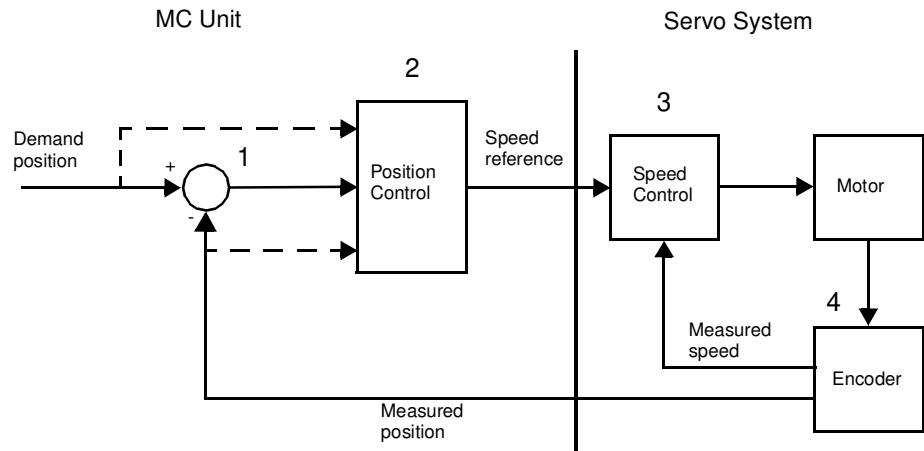 MC Unit
Servo System
2
3
Demand
position
+
1
-
Position
Control
Speed
reference
Speed
Control
Motor
4
Measured
speed
Encoder
Measured
position